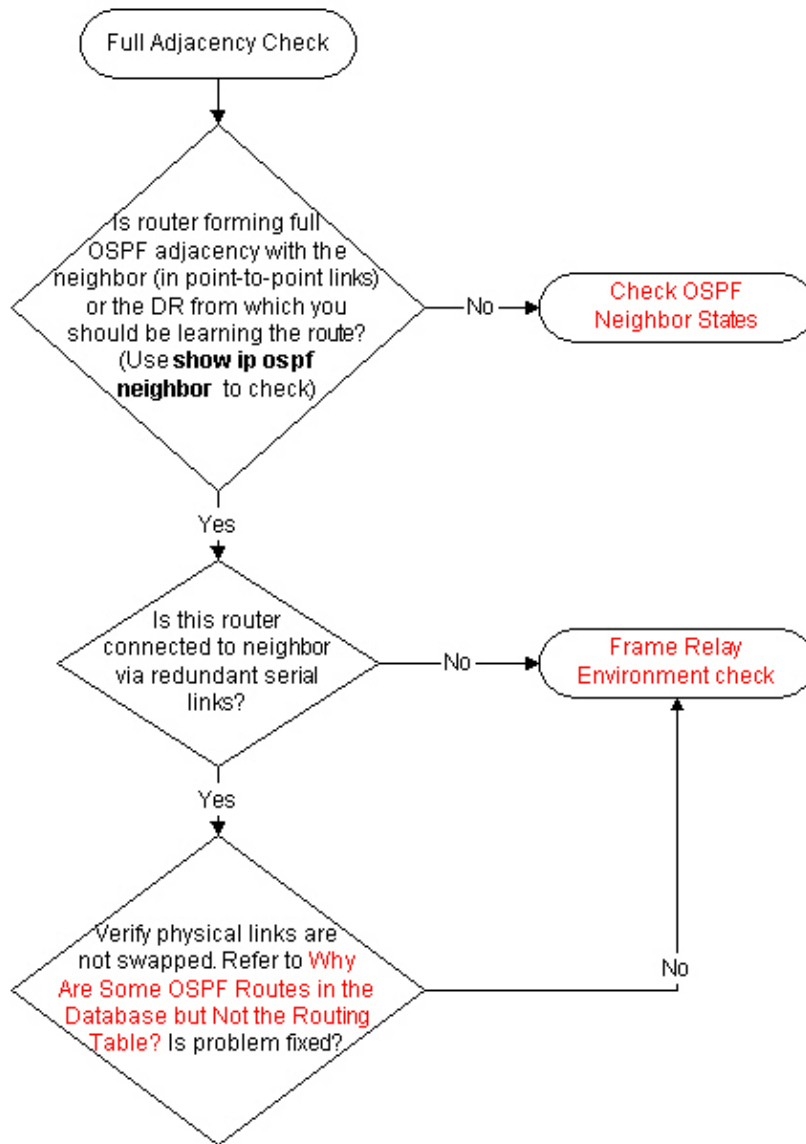 Full Adjacency Check
Is router forming full
OSPF adjacency with the
neighbor (in point-to-point links)
or the DR from which you
should be learning the route?
(Use show ip ospf
neighbor to check)
No
Check OSPF
Neighbor States
Yes
Is this router
connected to neighbor
via redundant serial
links?
No
Frame Relay
Environment check
Yes
Verify physical links are
not swapped. Refer to Why
Are Some OSPF Routes in the
Database but Not the Routing
Table? Is problem fixed?
No